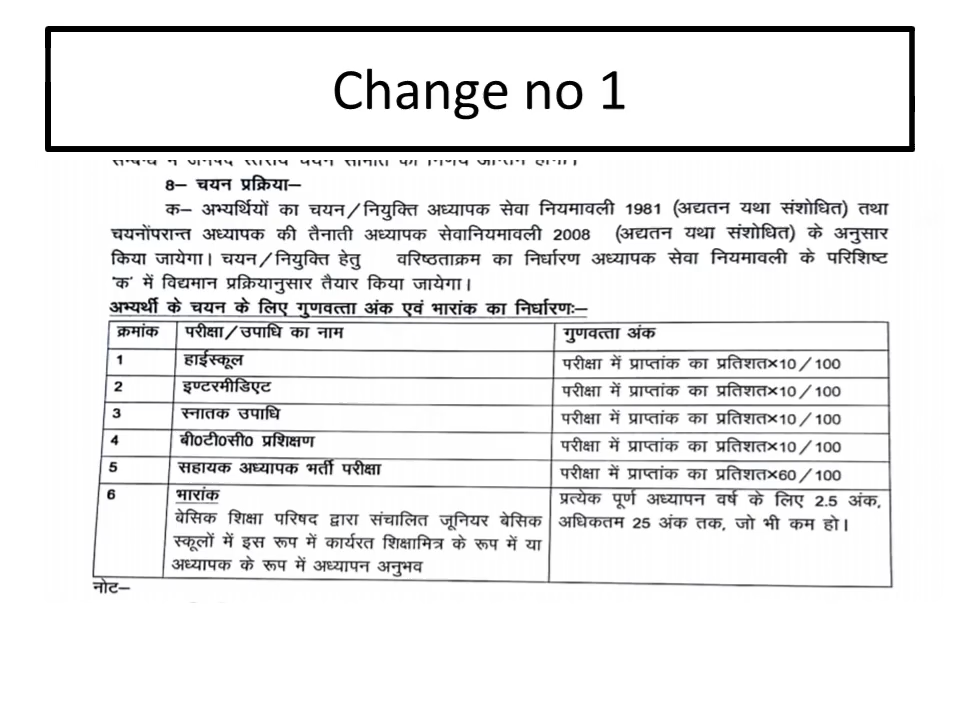 Change no 1
8– चयन प्रक्रिया–
क– अभ्यर्थियों का चयन/नियुक्ति अध्यापक सेवा नियमावली 1981 (अद्यतन यथा संशोधित) तथा
चयनोंपरान्त अध्यापक की तैनाती अध्यापक सेवानियमावली 2008 (अद्यतन यथा संशोधित) के अनुसार
किया जायेगा। चयन/नियुक्ति हेतु वरिष्ठताक्रम का निर्धारण अध्यापक सेवा नियमावली के परिशिष्ट
'क' में विद्यमान प्रक्रियानुसार तैयार किया जायेगा।
अभ्यर्थी के चयन के लिए गुणवत्ता अंक एवं भारांक का निर्धारणः–
क्रमांक परीक्षा/उपाधि का नाम गुणवत्ता अंक
1 हाईस्कूल परीक्षा में प्राप्तांक का प्रतिशत×10/100
2 इण्टरमीडिएट परीक्षा में प्राप्तांक का प्रतिशत×10/100
3 स्नातक उपाधि परीक्षा में प्राप्तांक का प्रतिशत×10/100
4 बी0टी0सी0 प्रशिक्षण परीक्षा में प्राप्तांक का प्रतिशत×10/100
5 सहायक अध्यापक भर्ती परीक्षा परीक्षा में प्राप्तांक का प्रतिशत×60/100
6 भारांक प्रत्येक पूर्ण अध्यापन वर्ष के लिए 2.5 अंक,
बेसिक शिक्षा परिषद द्वारा संचालित जूनियर बेसिक अधिकतम 25 अंक तक, जो भी कम हो।
स्कूलों में इस रूप में कार्यरत शिक्षामित्र के रूप में या
अध्यापक के रूप में अध्यापन अनुभव
नोट–